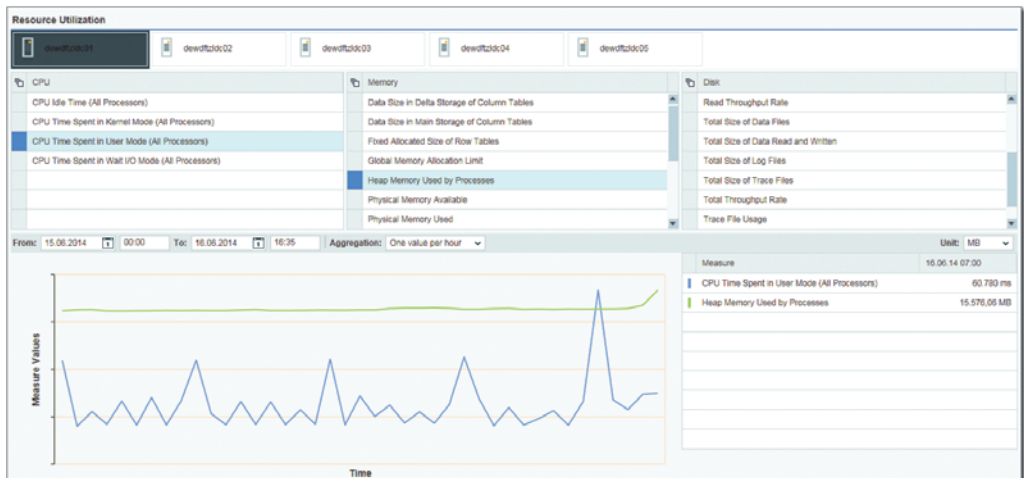 Resource Utilization
dewdftzldc01 dewdftzldc02 dewdftzldc03 dewdftzldc04 dewdftzldc05
CPU Memory Disk
CPU Idle Time (All Processors) Data Size in Delta Storage of Column Tables Read Throughput Rate
CPU Time Spent in Kernel Mode (All Processors) Data Size in Main Storage of Column Tables Total Size of Data Files
CPU Time Spent in User Mode (All Processors) Fixed Allocated Size of Row Tables Total Size of Data Read and Written
CPU Time Spent in Wait I/O Mode (All Processors) Global Memory Allocation Limit Total Size of Log Files
Heap Memory Used by Processes Total Size of Trace Files
Physical Memory Available Total Throughput Rate
Physical Memory Used Trace File Usage
From: 15.06.2014 00:00 To: 16.06.2014 16:35 Aggregation: One value per hour Unit: MB
Measure 16.06.14 07:00
CPU Time Spent in User Mode (All Processors) 60.780 ms
Heap Memory Used by Processes 15.576,06 MB
Measure Values
Time